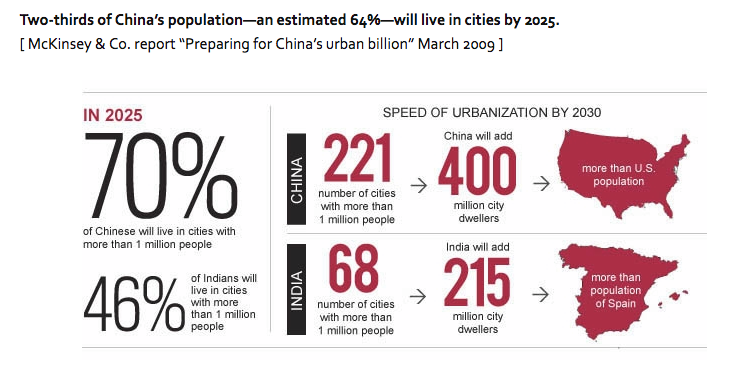 Two-thirds of China's population—an estimated 64%—will live in cities by 2025.
[ McKinsey & Co. report “Preparing for China's urban billion” March 2009 ]
IN 2025
70%
of Chinese will live in cities with
more than 1 million people
46%
of Indians will
live in cities
with more
than 1 million
people
SPEED OF URBANIZATION BY 2030
CHINA
221
number of cities
with more than
1 million people
China will add
400
million city
dwellers
more than U.S.
population
INDIA
68
number of cities
with more than
1 million people
India will add
215
million city
dwellers
more than
population
of Spain